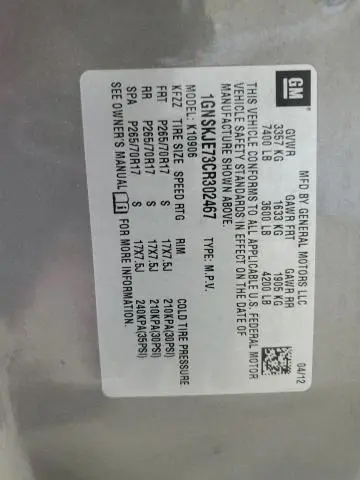 GM
MFD BY GENERAL MOTORS LLC 04/12
GVWR GAWR FRT GAWR RR
3357 KG 1633 KG 1905 KG
7400 LB 3600 LB 4200 LB
THIS VEHICLE CONFORMS TO ALL APPLICABLE U.S. FEDERAL MOTOR
VEHICLE SAFETY STANDARDS IN EFFECT ON THE DATE OF
MANUFACTURE SHOWN ABOVE.
1GNSKJE73CR302467 TYPE: M.P.V.
MODEL: K10906
KFZZ TIRE SIZE SPEED RTG RIM COLD TIRE PRESSURE
FRT P265/70R17 S 17X7.5J 210KPA(30PSI)
RR P265/70R17 S 17X7.5J 210KPA(30PSI)
SPA P265/70R17 S 17X7.5J 240KPA(35PSI)
SEE OWNER'S MANUAL FOR ADDITIONAL INFORMATION.